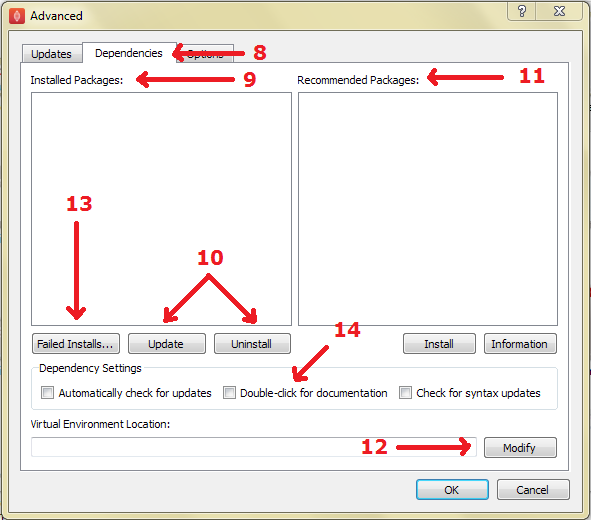 Advanced
?
Updates
Dependencies
Options
8
Installed Packages:
9
Recommended Packages:
11
13
10
14
Failed Installs...
Update
Uninstall
Install
Information
Dependency Settings
Automatically check for updates
Double-click for documentation
Check for syntax updates
Virtual Environment Location:
12
Modify
OK
Cancel